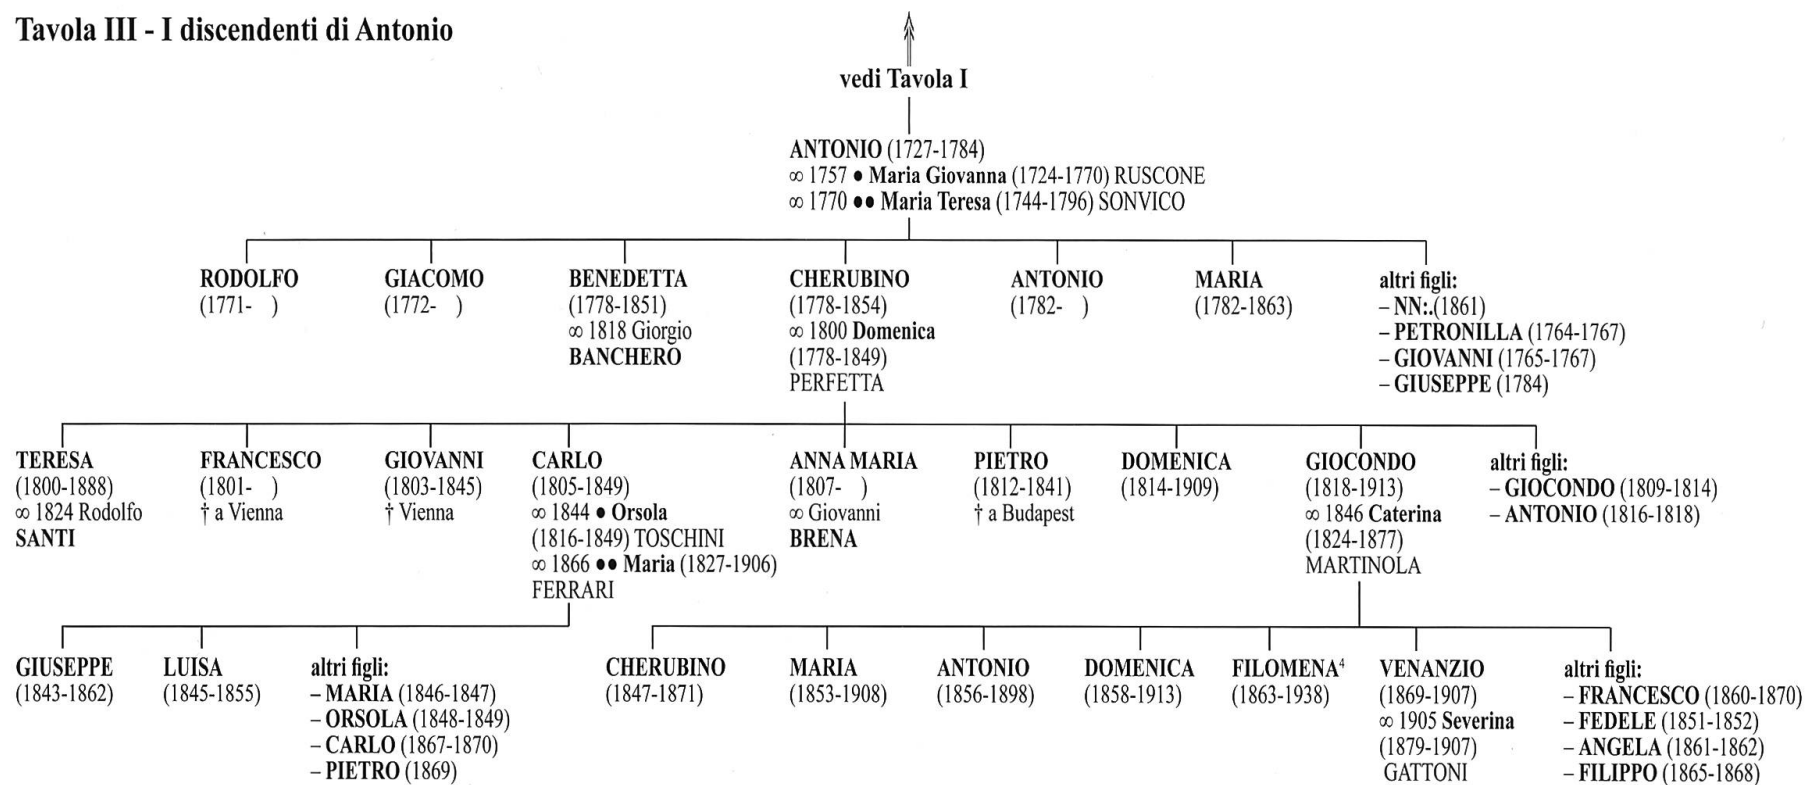 Tavola III - I discendenti di Antonio
vedi Tavola I
ANTONIO (1727-1784)
∞ 1757 ● Maria Giovanna (1724-1770) RUSCONE
∞ 1770 ●● Maria Teresa (1744-1796) SONVICO
RODOLFO
(1771-   )
GIACOMO
(1772-   )
BENEDETTA
(1778-1851)
∞ 1818 Giorgio
BANCHERO
CHERUBINO
(1778-1854)
∞ 1800 Domenica
(1778-1849)
PERFETTA
ANTONIO
(1782-   )
MARIA
(1782-1863)
altri figli:
– NN:.(1861)
– PETRONILLA (1764-1767)
– GIOVANNI (1765-1767)
– GIUSEPPE (1784)
TERESA
(1800-1888)
∞ 1824 Rodolfo
SANTI
FRANCESCO
(1801-   )
† a Vienna
GIOVANNI
(1803-1845)
† Vienna
CARLO
(1805-1849)
∞ 1844 ● Orsola
(1816-1849) TOSCHINI
∞ 1866 ●● Maria (1827-1906)
FERRARI
ANNA MARIA
(1807-   )
∞ Giovanni
BRENA
PIETRO
(1812-1841)
† a Budapest
DOMENICA
(1814-1909)
GIOCONDO
(1818-1913)
∞ 1846 Caterina
(1824-1877)
MARTINOLA
altri figli:
– GIOCONDO (1809-1814)
– ANTONIO (1816-1818)
GIUSEPPE
(1843-1862)
LUISA
(1845-1855)
altri figli:
– MARIA (1846-1847)
– ORSOLA (1848-1849)
– CARLO (1867-1870)
– PIETRO (1869)
CHERUBINO
(1847-1871)
MARIA
(1853-1908)
ANTONIO
(1856-1898)
DOMENICA
(1858-1913)
FILOMENA⁴
(1863-1938)
VENANZIO
(1869-1907)
∞ 1905 Severina
(1879-1907)
GATTONI
altri figli:
– FRANCESCO (1860-1870)
– FEDELE (1851-1852)
– ANGELA (1861-1862)
– FILIPPO (1865-1868)